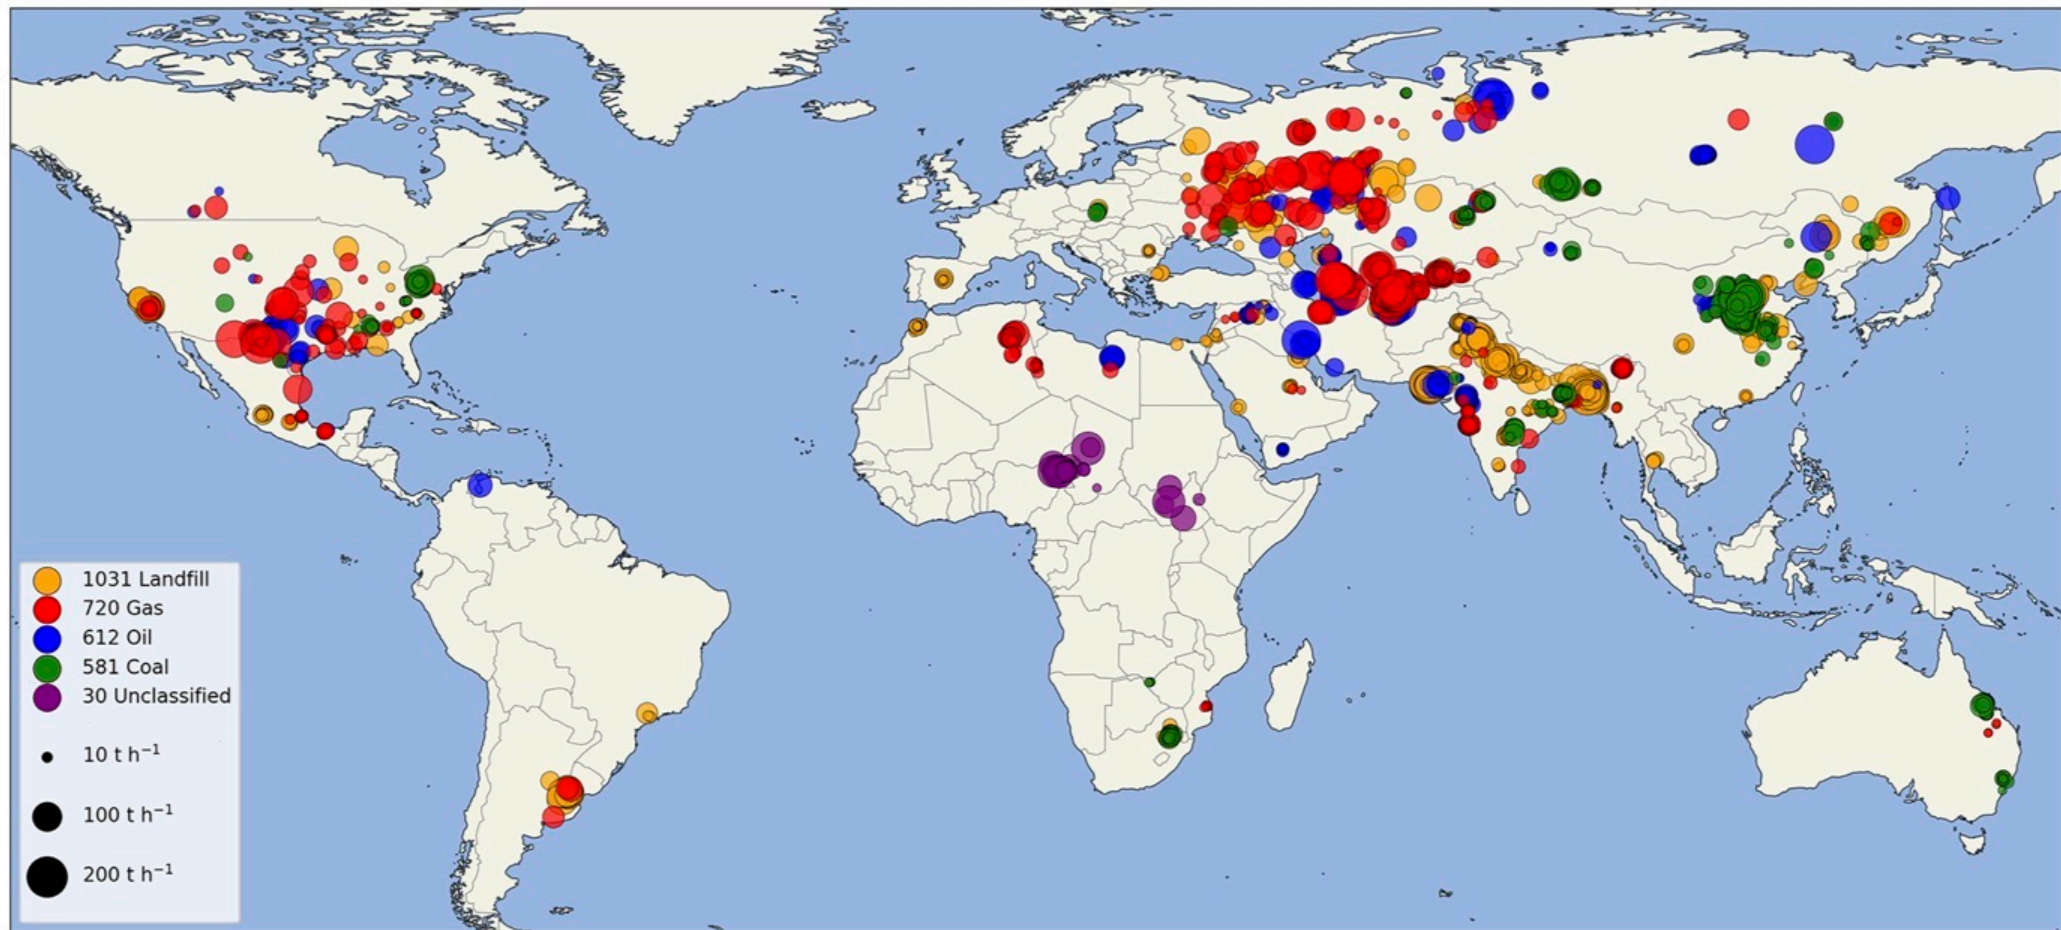 1031 Landfill
720 Gas
612 Oil
581 Coal
30 Unclassified
10 t h⁻¹
100 t h⁻¹
200 t h⁻¹